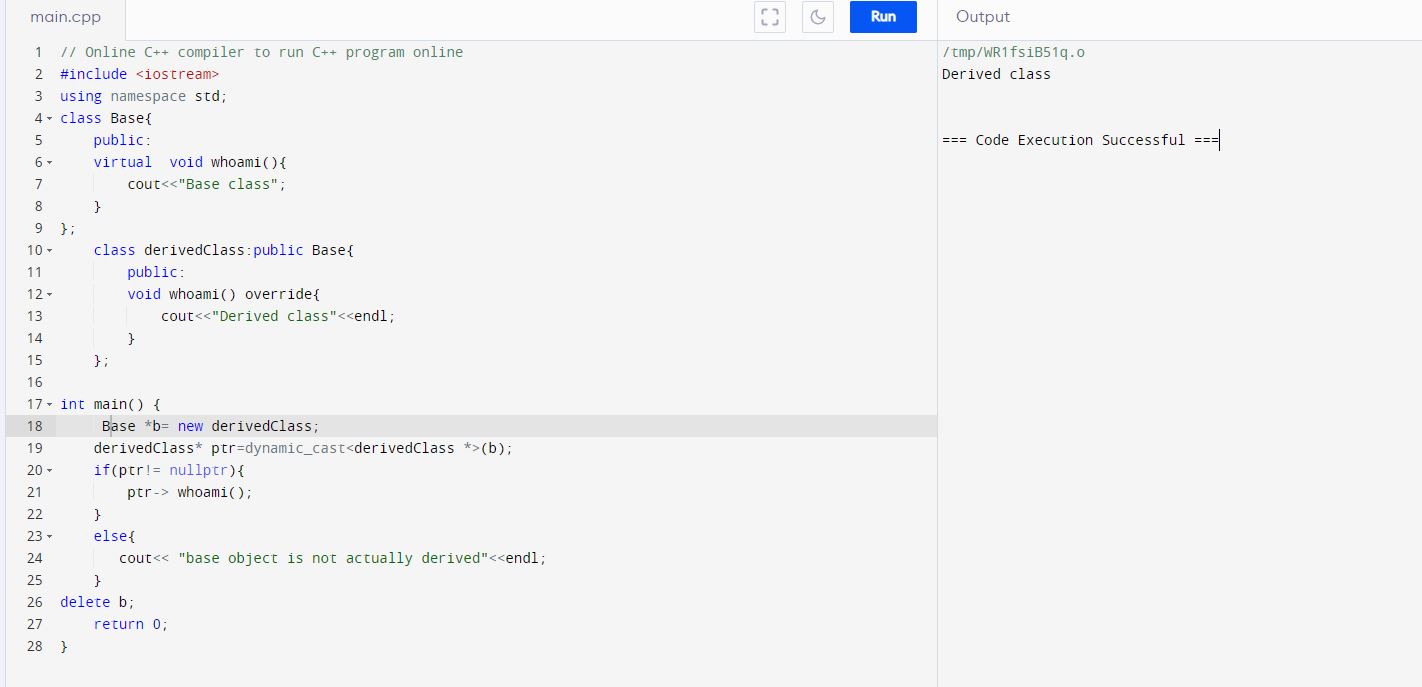 main.cpp
Run
Output
1 // Online C++ compiler to run C++ program online
2 #include <iostream>
3 using namespace std;
4 class Base{
5     public:
6     virtual  void whoami(){
7         cout<<"Base class";
8     }
9 };
10     class derivedClass:public Base{
11         public:
12         void whoami() override{
13             cout<<"Derived class"<<endl;
14         }
15     };
16
17 int main() {
18      Base *b= new derivedClass;
19     derivedClass* ptr=dynamic_cast<derivedClass *>(b);
20     if(ptr!= nullptr){
21         ptr-> whoami();
22     }
23     else{
24        cout<< "base object is not actually derived"<<endl;
25     }
26 delete b;
27     return 0;
28 }
/tmp/WR1fsiB51q.o
Derived class
=== Code Execution Successful ===